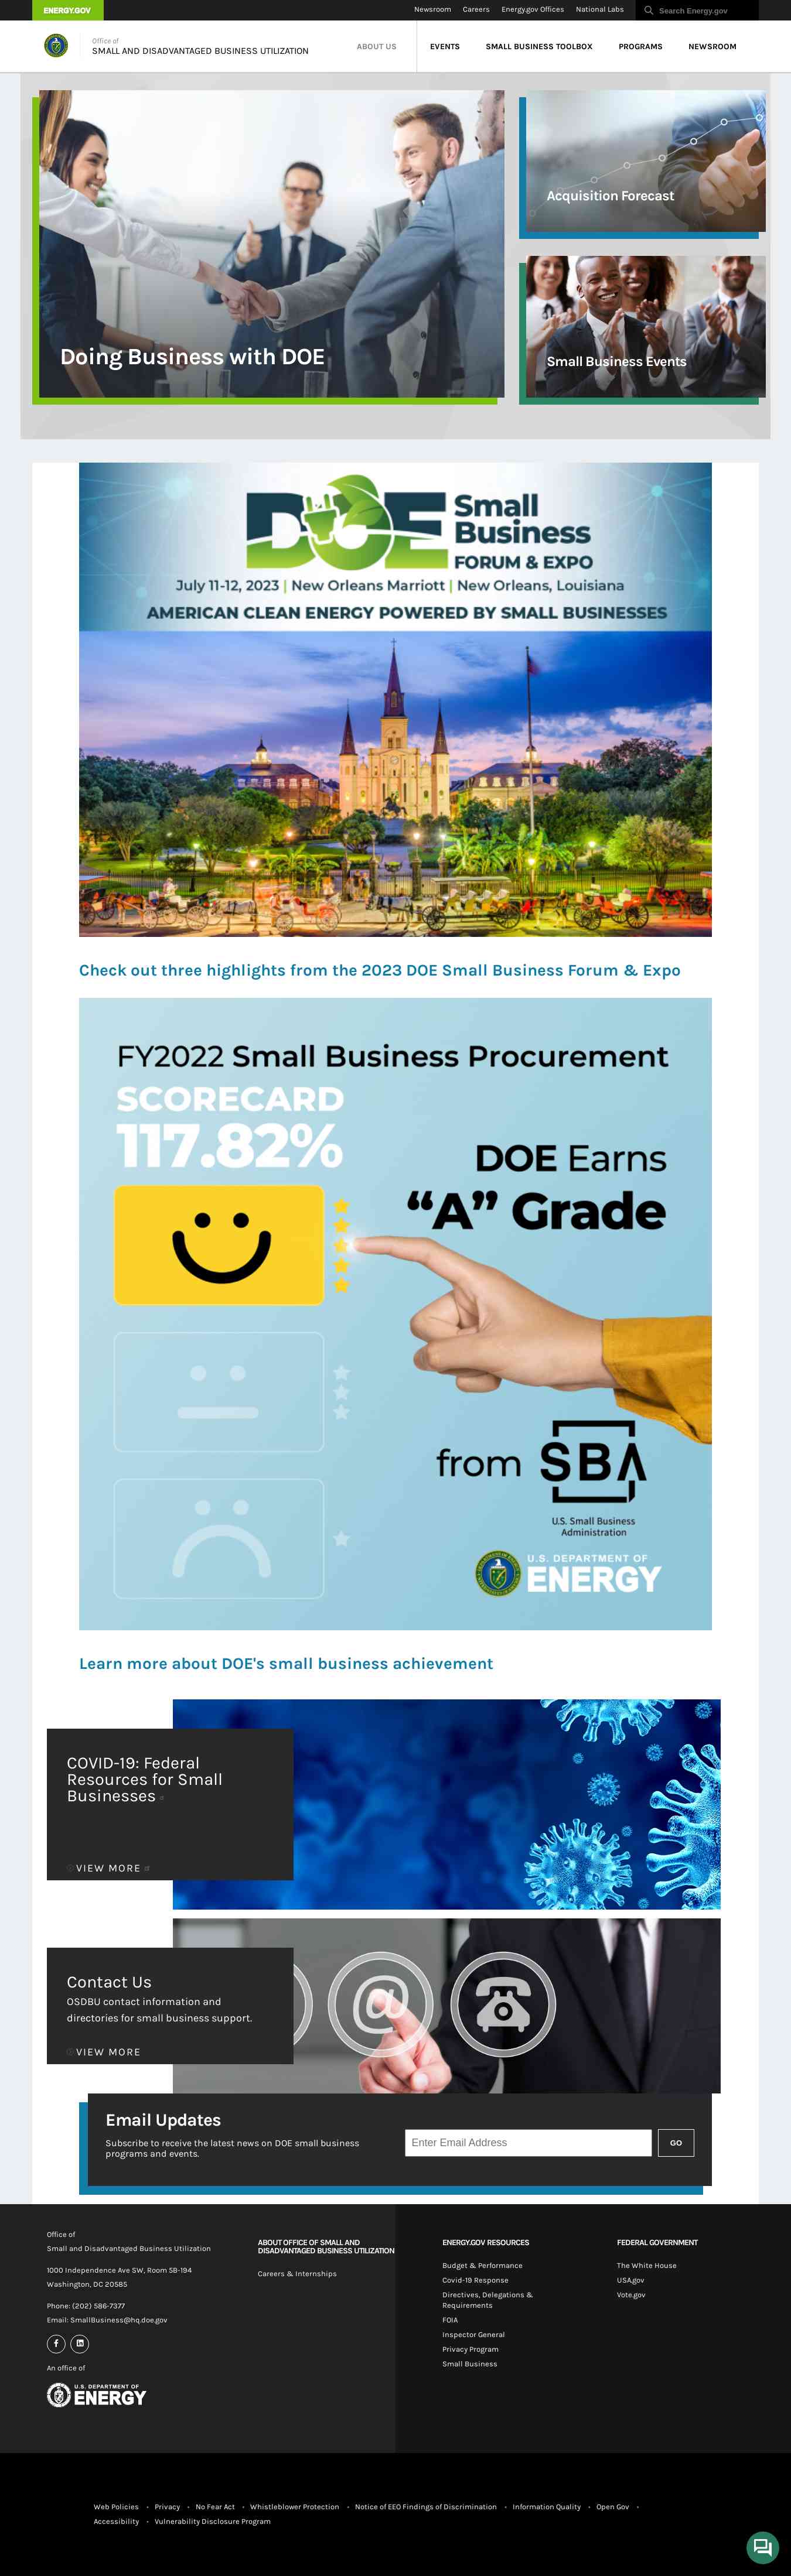 ENERGY.GOV
Newsroom Careers Energy.gov Offices National Labs Search Energy.gov
Office of
SMALL AND DISADVANTAGED BUSINESS UTILIZATION
ABOUT US EVENTS SMALL BUSINESS TOOLBOX PROGRAMS NEWSROOM
Doing Business with DOE
Acquisition Forecast
Small Business Events
DOE Small
Business
FORUM & EXPO
July 11-12, 2023 | New Orleans Marriott | New Orleans, Louisiana
AMERICAN CLEAN ENERGY POWERED BY SMALL BUSINESSES
Check out three highlights from the 2023 DOE Small Business Forum & Expo
FY2022 Small Business Procurement
SCORECARD
117.82%
DOE Earns
“A” Grade
from SBA
U.S. Small Business
Administration
U.S. DEPARTMENT OF
ENERGY
Learn more about DOE's small business achievement
COVID-19: Federal
Resources for Small
Businesses
VIEW MORE
Contact Us
OSDBU contact information and
directories for small business support.
VIEW MORE
@
Email Updates
Subscribe to receive the latest news on DOE small business
programs and events.
Enter Email Address
GO
Office of
Small and Disadvantaged Business Utilization
1000 Independence Ave SW, Room 5B-194
Washington, DC 20585
Phone: (202) 586-7377
Email: SmallBusiness@hq.doe.gov
An office of
U.S. DEPARTMENT OF
ENERGY
ABOUT OFFICE OF SMALL AND
DISADVANTAGED BUSINESS UTILIZATION
Careers & Internships
ENERGY.GOV RESOURCES
Budget & Performance
Covid-19 Response
Directives, Delegations &
Requirements
FOIA
Inspector General
Privacy Program
Small Business
FEDERAL GOVERNMENT
The White House
USA.gov
Vote.gov
Web Policies • Privacy • No Fear Act • Whistleblower Protection • Notice of EEO Findings of Discrimination • Information Quality • Open Gov •
Accessibility • Vulnerability Disclosure Program